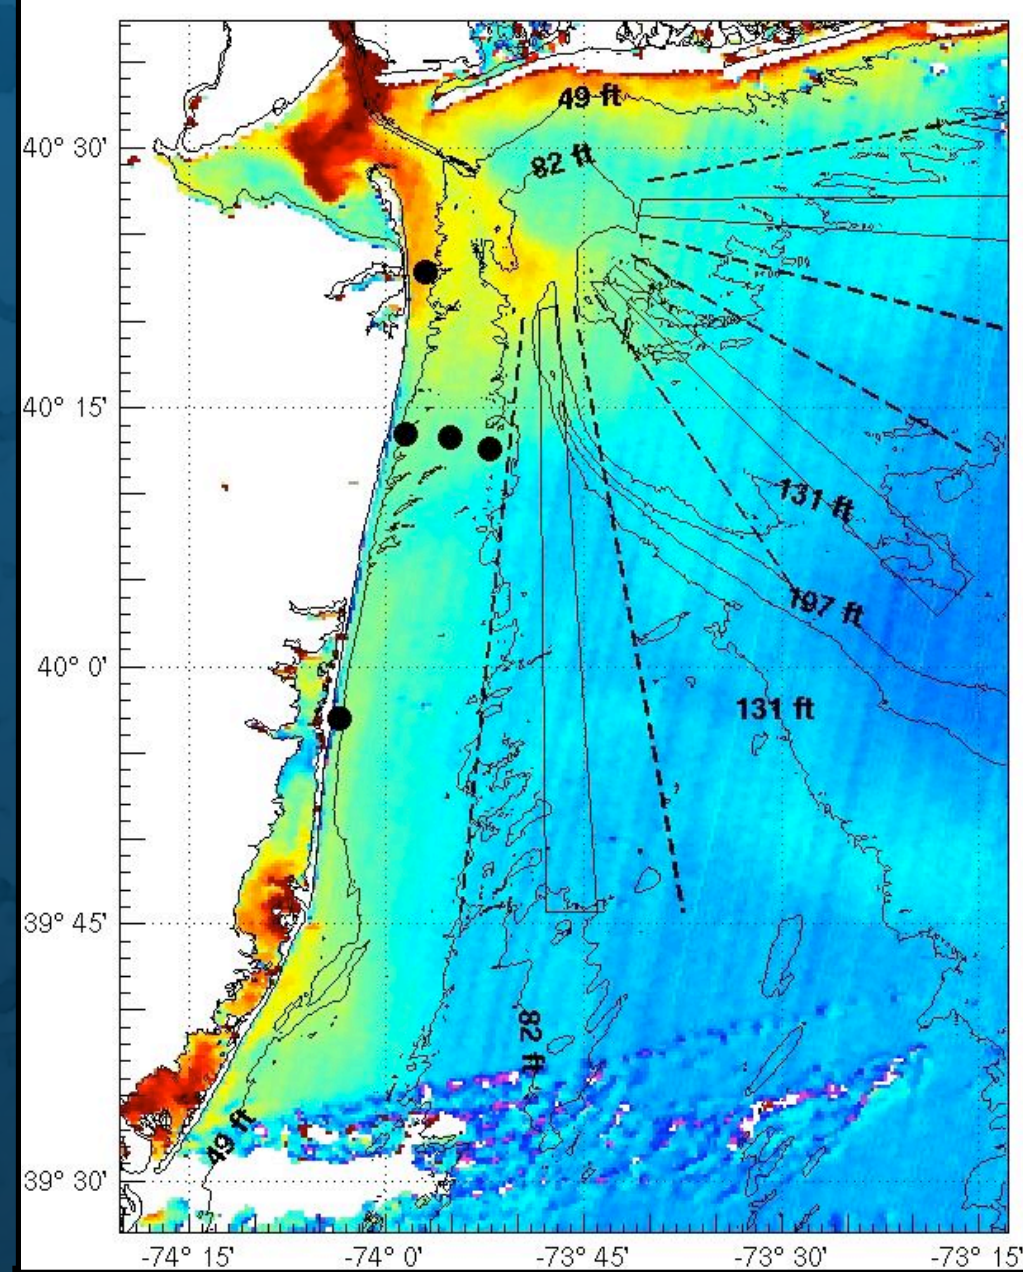 49 ft
40° 30'
82 ft
40° 15'
131 ft
197 ft
40° 0'
131 ft
39° 45'
82 ft
49 ft
39° 30'
-74° 15'
-74° 0'
-73° 45'
-73° 30'
-73° 15'